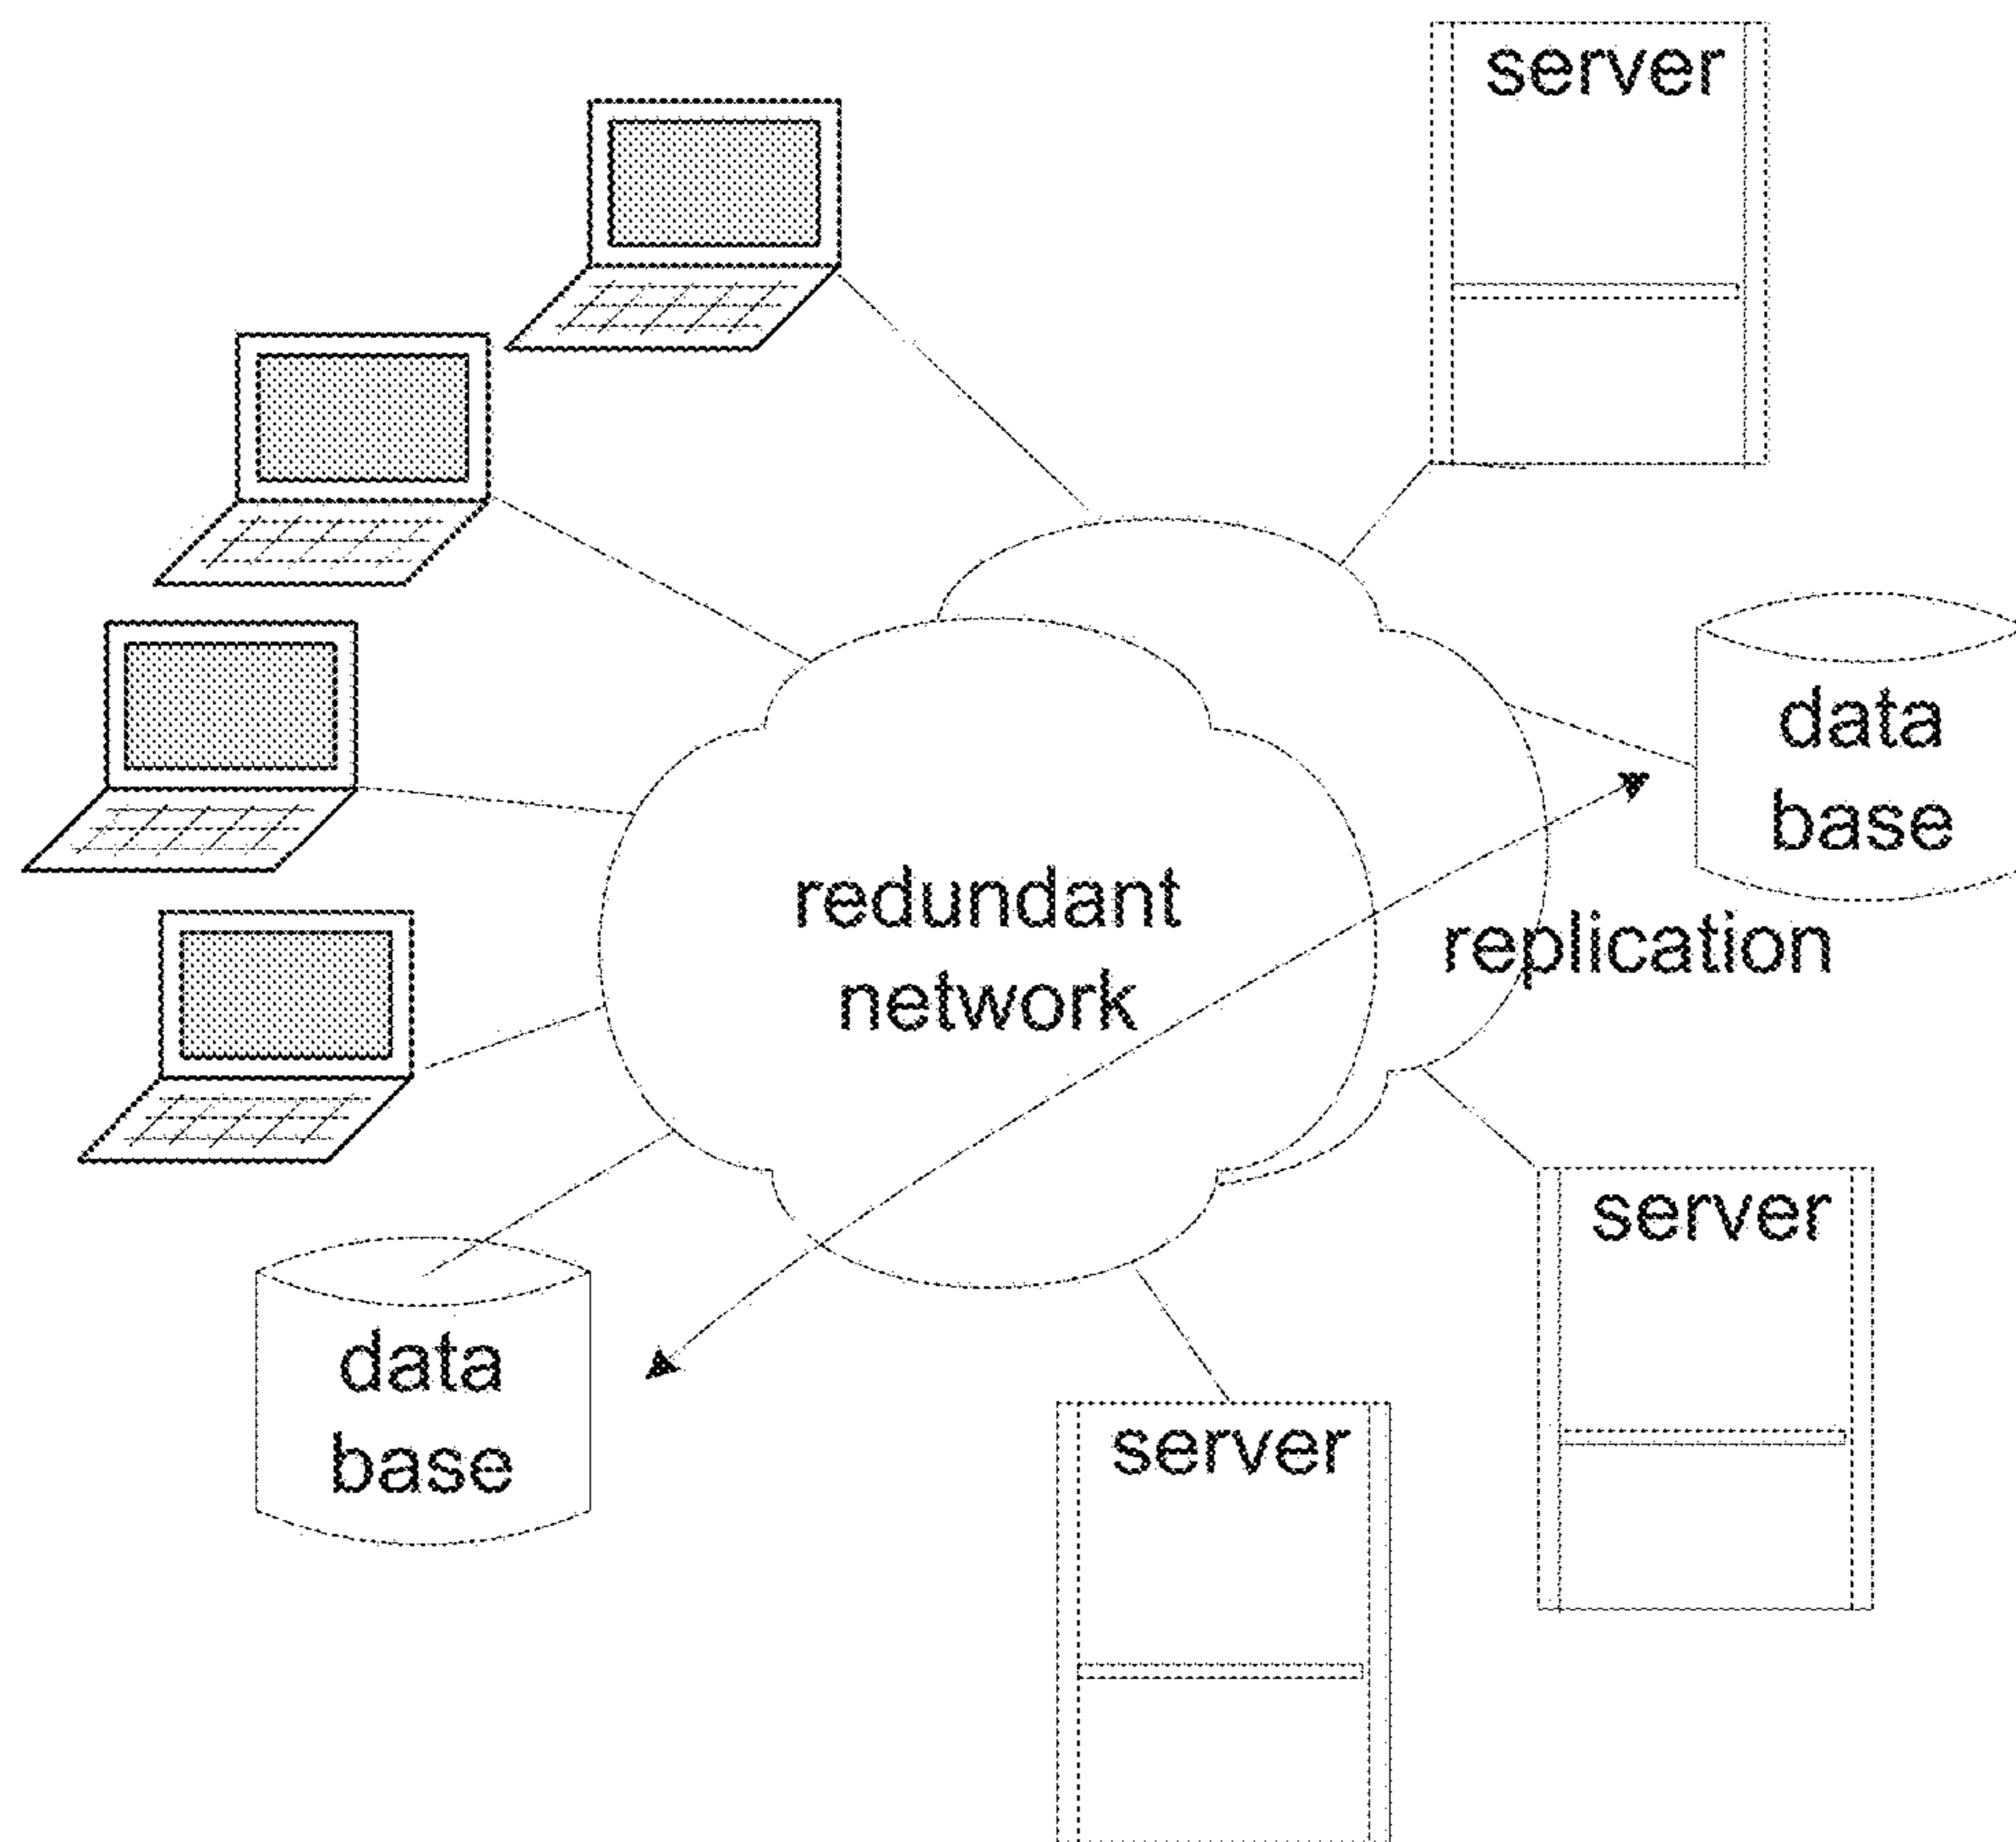 server
data
base
redundant
network
replication
server
data
base
server